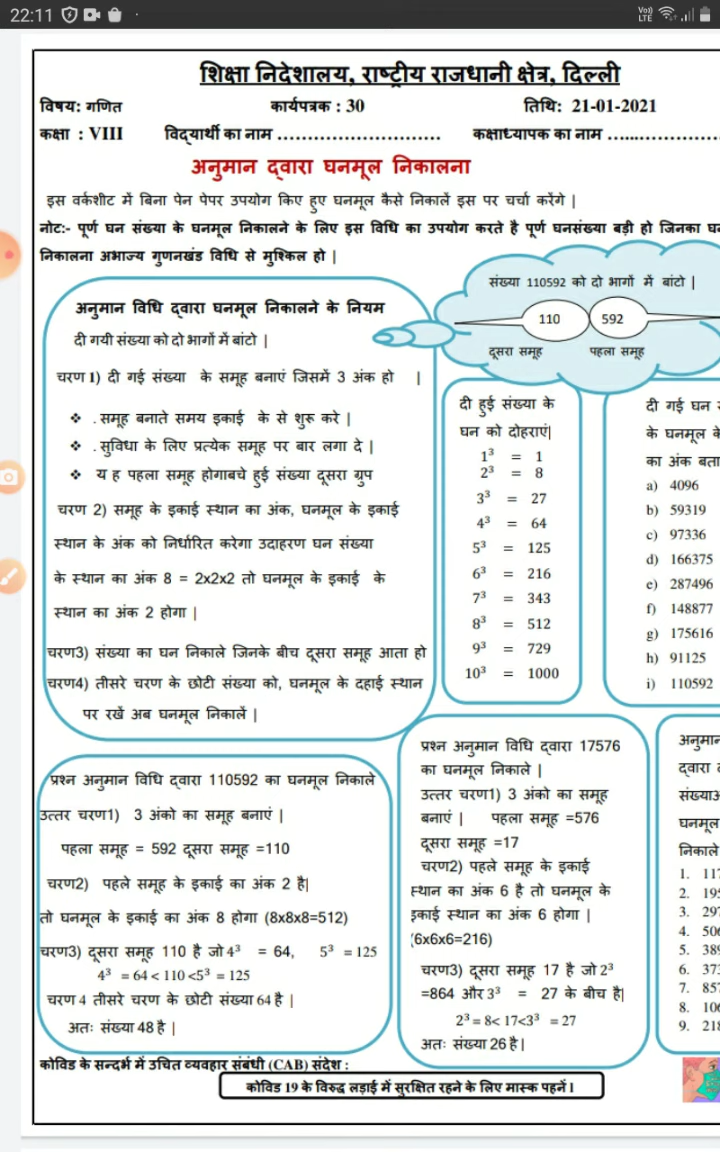 22:11
Vo)) LTE
शिक्षा निदेशालय, राष्ट्रीय राजधानी क्षेत्र, दिल्ली
विषय: गणित कार्यपत्रक : 30 तिथि: 21-01-2021
कक्षा : VIII विद्यार्थी का नाम ........................... कक्षाध्यापक का नाम ...................
अनुमान द्वारा घनमूल निकालना
इस वर्कशीट में बिना पेन पेपर उपयोग किए हुए घनमूल कैसे निकालें इस पर चर्चा करेंगे |
नोट:- पूर्ण घन संख्या के घनमूल निकालने के लिए इस विधि का उपयोग करते है पूर्ण घनसंख्या बड़ी हो जिनका
निकालना अभाज्य गुणनखंड विधि से मुश्किल हो |
संख्या 110592 को दो भागों में बांटो |
110 592
दूसरा समूह पहला समूह
अनुमान विधि द्वारा घनमूल निकालने के नियम
दी गयी संख्या को दो भागों में बांटो |
चरण 1) दी गई संख्या के समूह बनाएं जिसमें 3 अंक हो |
❖ . समूह बनाते समय इकाई के से शुरू करे |
❖ . सुविधा के लिए प्रत्येक समूह पर बार लगा दे |
❖ य ह पहला समूह होगाबचे हुई संख्या दूसरा ग्रुप
चरण 2) समूह के इकाई स्थान का अंक, घनमूल के इकाई
स्थान के अंक को निर्धारित करेगा उदाहरण घन संख्या
के स्थान का अंक 8 = 2x2x2 तो घनमूल के इकाई के
स्थान का अंक 2 होगा |
चरण3) संख्या का घन निकाले जिनके बीच दूसरा समूह आता हो
चरण4) तीसरे चरण के छोटी संख्या को, घनमूल के दहाई स्थान
पर रखें अब घनमूल निकालें |
दी हुई संख्या के
घन को दोहराएं|
1³ = 1
2³ = 8
3³ = 27
4³ = 64
5³ = 125
6³ = 216
7³ = 343
8³ = 512
9³ = 729
10³ = 1000
दी गई घन
के घनमूल
का अंक
a) 4096
b) 59319
c) 97336
d) 166375
e) 287496
f) 148877
g) 175616
h) 91125
i) 110592
प्रश्न अनुमान विधि द्वारा 110592 का घनमूल निकाले
उत्तर चरण1) 3 अंको का समूह बनाएं |
पहला समूह = 592 दूसरा समूह =110
चरण2) पहले समूह के इकाई का अंक 2 है|
तो घनमूल के इकाई का अंक 8 होगा (8x8x8=512)
चरण3) दूसरा समूह 110 है जो 4³ = 64, 5³ = 125
4³ = 64 < 110 <5³ = 125
चरण 4 तीसरे चरण के छोटी संख्या 64 है |
अतः संख्या 48 है |
प्रश्न अनुमान विधि द्वारा 17576
का घनमूल निकाले |
उत्तर चरण1) 3 अंको का समूह
बनाएं | पहला समूह =576
दूसरा समूह =17
चरण2) पहले समूह के इकाई
स्थान का अंक 6 है तो घनमूल के
इकाई स्थान का अंक 6 होगा |
(6x6x6=216)
चरण3) दूसरा समूह 17 है जो 2³
=864 और 3³ = 27 के बीच है|
2³ = 8< 17<3³ = 27
अतः संख्या 26 है |
द्वारा
घनमूल
निकाले
1. 
2. 
3. 
4. 
5. 
6. 
7. 
8. 
9. 
कोविड के सन्दर्भ में उचित व्यवहार संबंधी (CAB) संदेश :
कोविड 19 के विरुद्ध लड़ाई में सुरक्षित रहने के लिए मास्क पहनें I